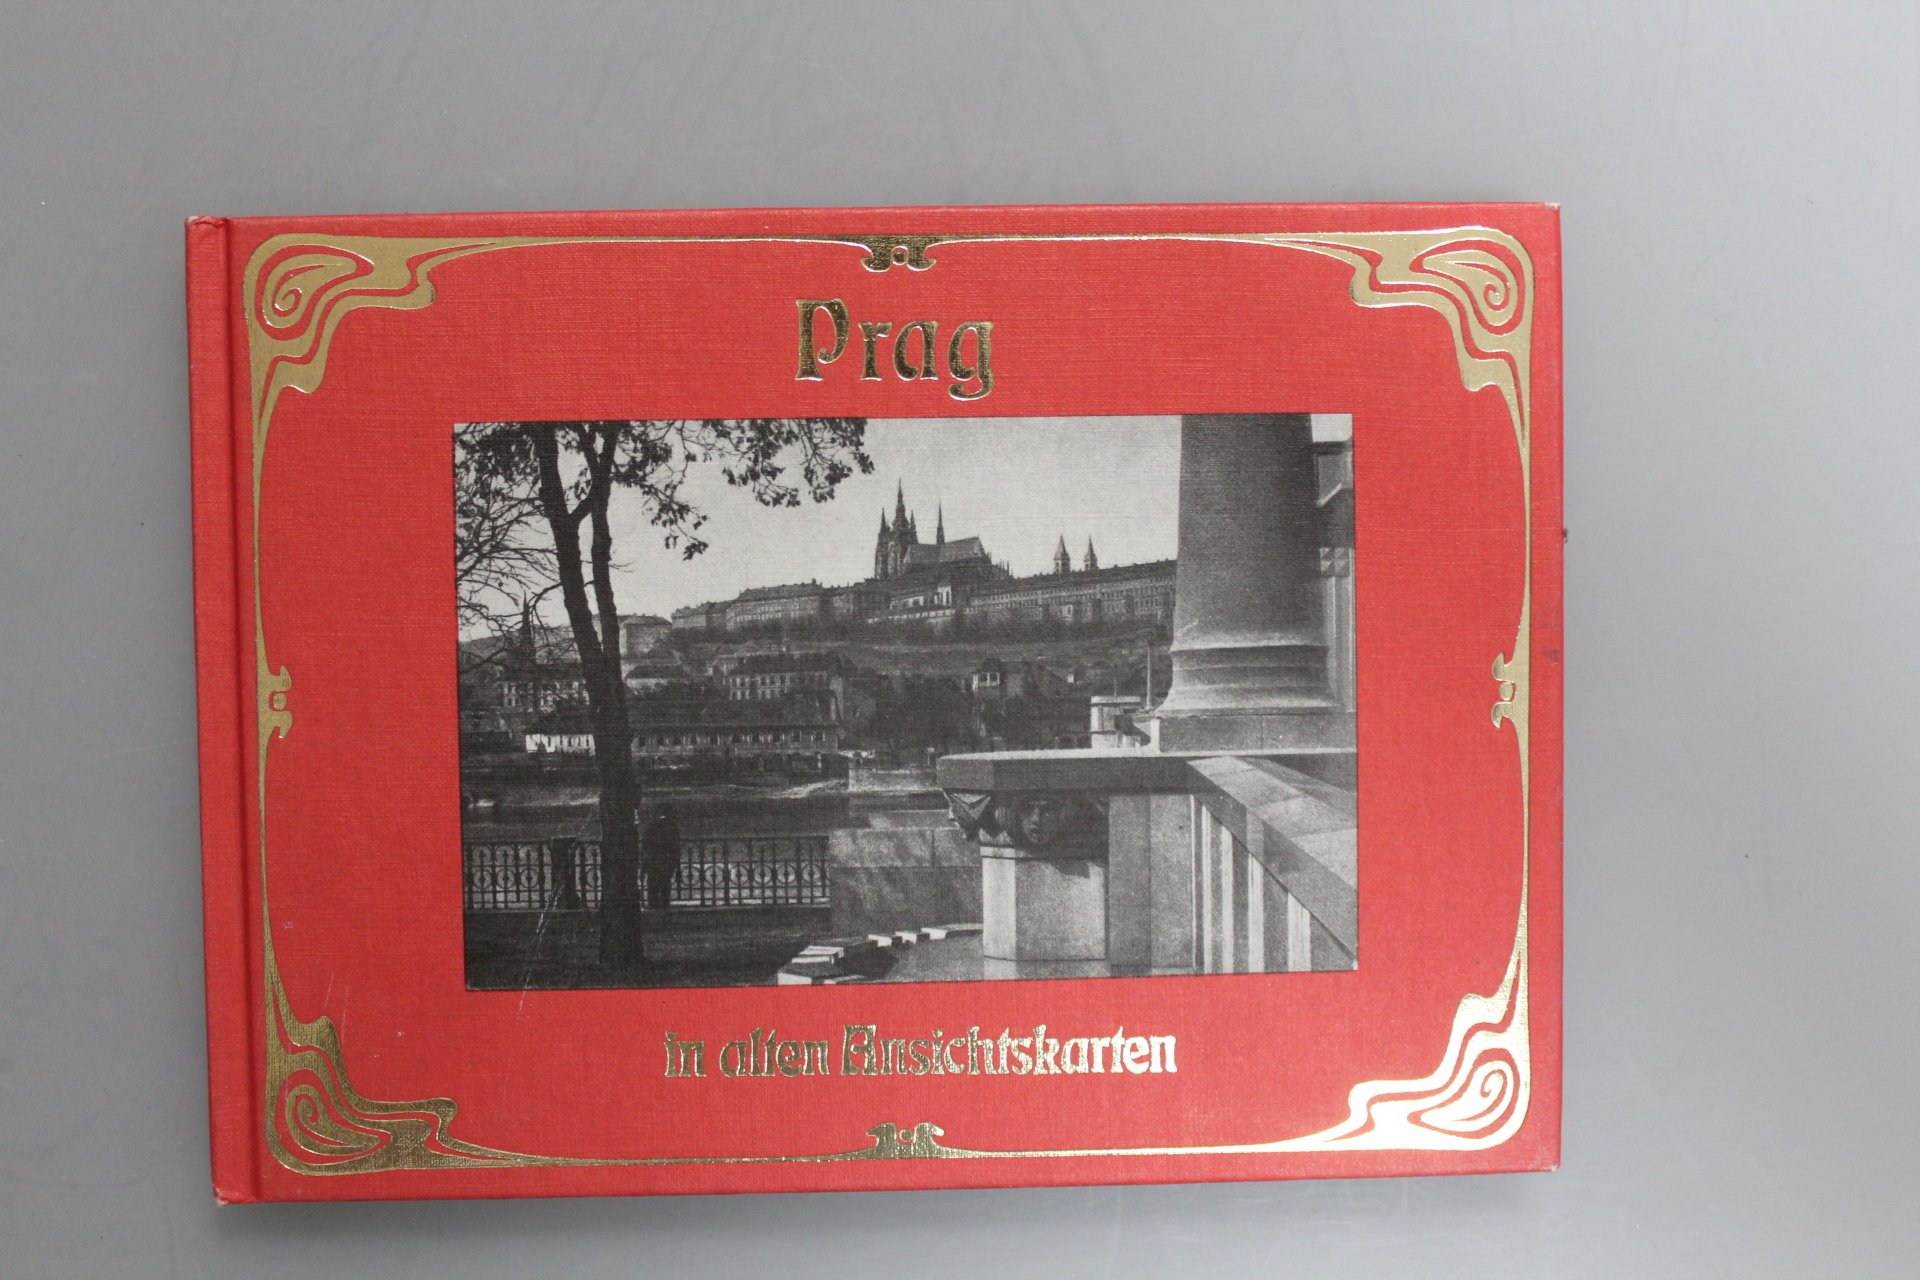 Prag
in alten Ansichtskarten